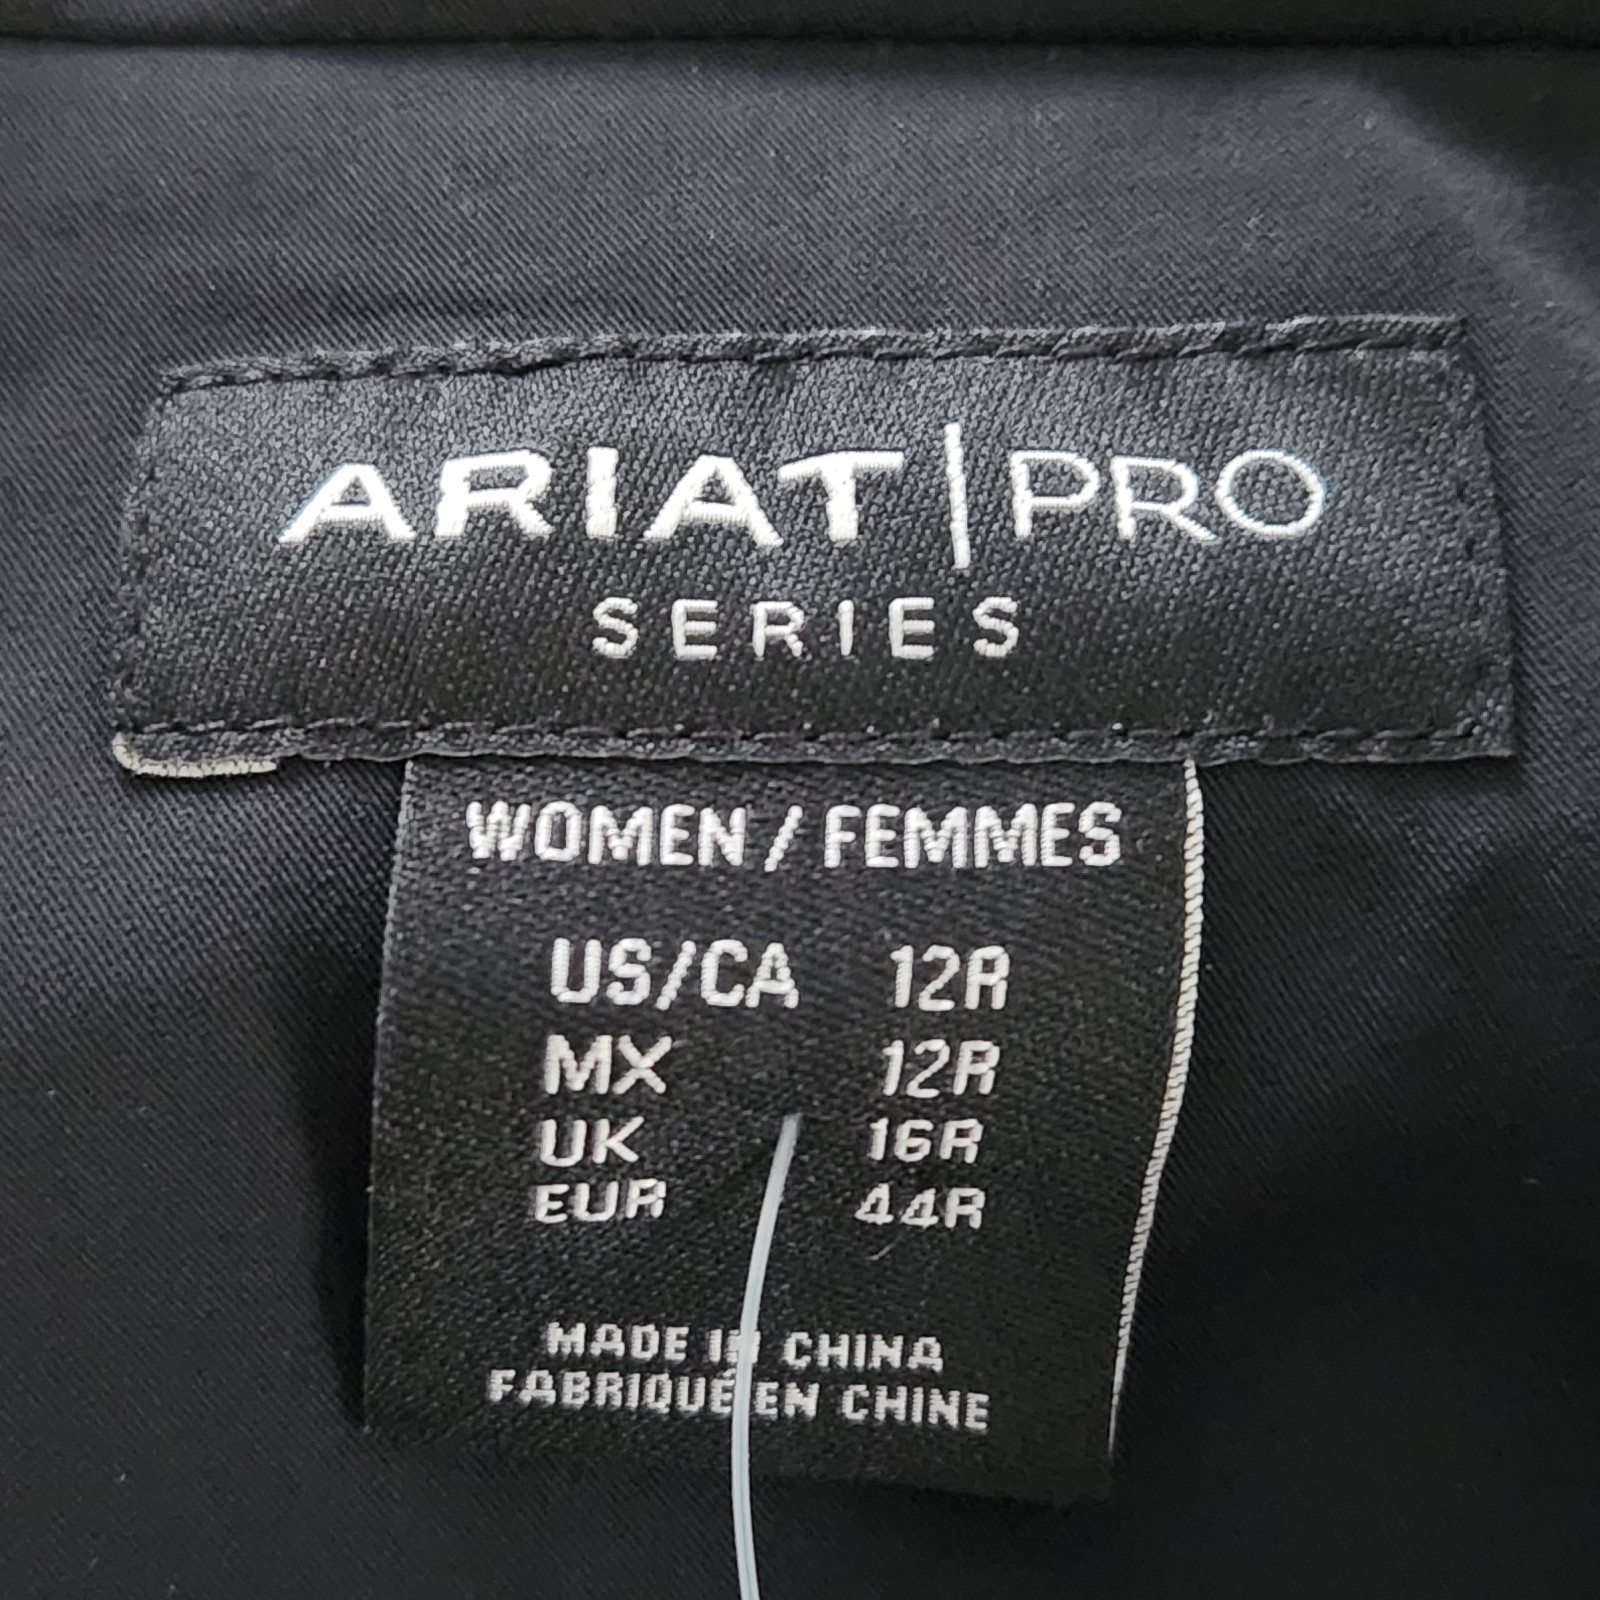 ARIAT | PRO
SERIES
WOMEN / FEMMES
US/CA 12R
MX 12R
UK 16R
EUR 44R
MADE IN CHINA
FABRIQUÉ EN CHINE